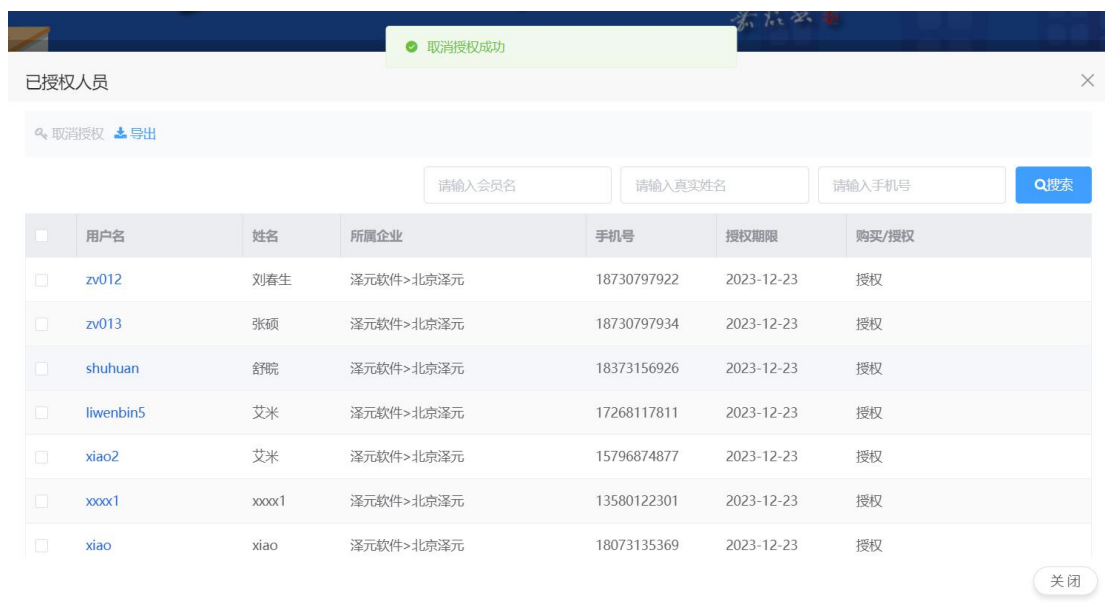 取消授权成功
已授权人员
取消授权 导出
请输入会员名 请输入真实姓名 请输入手机号 搜索
用户名 姓名 所属企业 手机号 授权期限 购买/授权
zv012 刘春生 泽元软件>北京泽元 18730797922 2023-12-23 授权
zv013 张硕 泽元软件>北京泽元 18730797934 2023-12-23 授权
shuhuan 舒皖 泽元软件>北京泽元 18373156926 2023-12-23 授权
liwenbin5 艾米 泽元软件>北京泽元 17268117811 2023-12-23 授权
xiao2 艾米 泽元软件>北京泽元 15796874877 2023-12-23 授权
xxxx1 xxxx1 泽元软件>北京泽元 13580122301 2023-12-23 授权
xiao xiao 泽元软件>北京泽元 18073135369 2023-12-23 授权
关闭